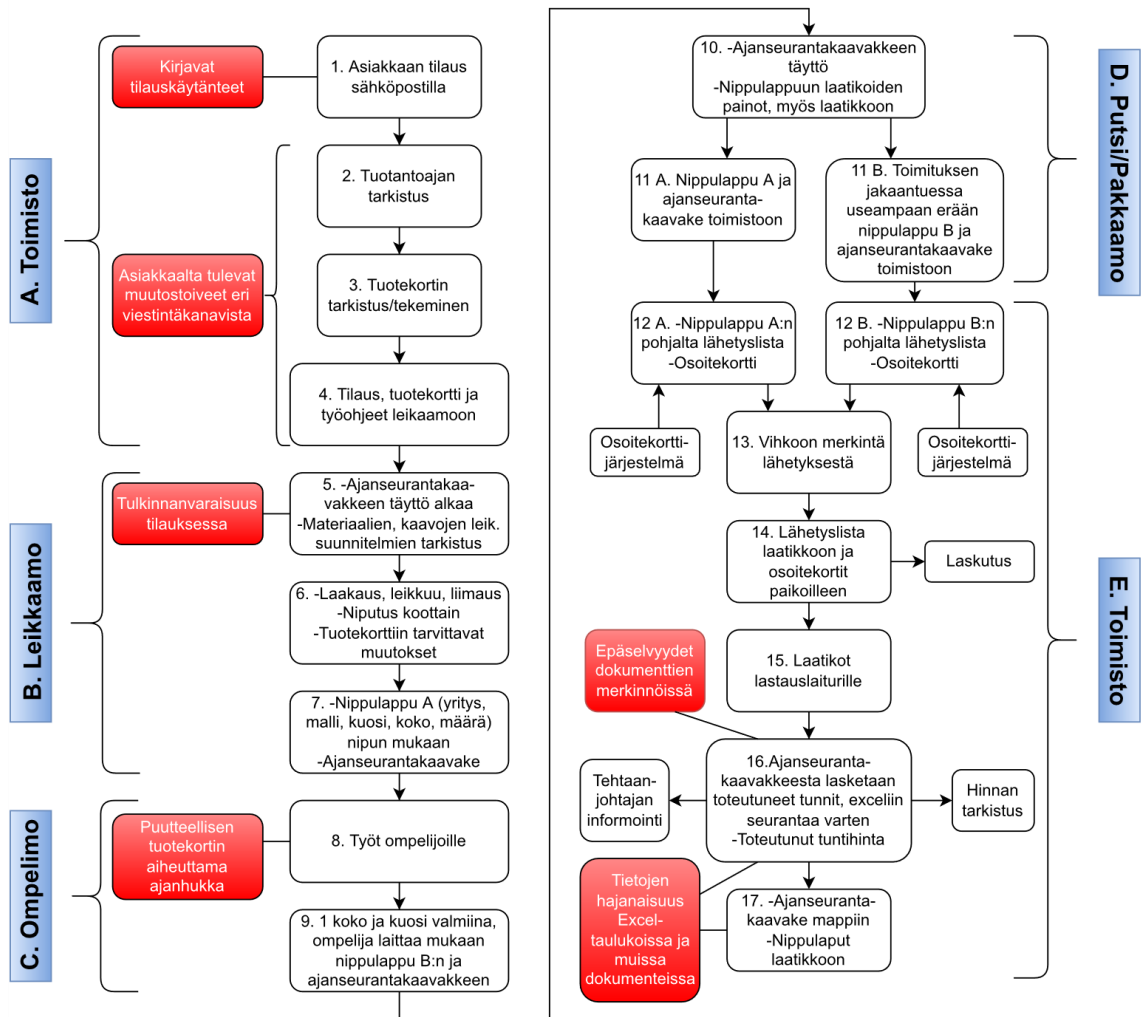 A. Toimisto
Kirjavat
tilauskäytänteet
1. Asiakkaan tilaus
sähköpostilla
2. Tuotantoajan
tarkistus
Asiakkaalta tulevat
muutostoiveet eri
viestintäkanavista
3. Tuotekortin
tarkistus/tekeminen
4. Tilaus, tuotekortti ja
työohjeet leikaamoon
B. Leikkaamo
Tulkinnanvaraisuus
tilauksessa
5. -Ajanseurantakaa-
vakkeen täyttö alkaa
-Materiaalien, kaavojen leik.
suunnitelmien tarkistus
6. -Laakaus, leikkuu, liimaus
-Niputus koottain
-Tuotekorttiin tarvittavat
muutokset
7. -Nippulappu A (yritys,
malli, kuosi, koko, määrä)
nipun mukaan
-Ajanseurantakaavake
C. Ompelimo
Puutteellisen
tuotekortin
aiheuttama
ajanhukka
8. Työt ompelijoille
9. 1 koko ja kuosi valmiina,
ompelija laittaa mukaan
nippulappu B:n ja
ajanseurantakaavakkeen
D. Putsi/Pakkaamo
10. -Ajanseurantakaavakkeen
täyttö
-Nippulappuun laatikoiden
painot, myös laatikkoon
11 A. Nippulappu A ja
ajanseuranta-
kaavake toimistoon
11 B. Toimituksen
jakaantuessa
useampaan erään
nippulappu B ja
ajanseurantakaavake
toimistoon
E. Toimisto
12 A. -Nippulappu A:n
pohjalta lähetyslista
-Osoitekortti
12 B. -Nippulappu B:n
pohjalta lähetyslista
-Osoitekortti
Osoitekortti-
järjestelmä
13. Vihkoon merkintä
lähetyksestä
Osoitekortti-
järjestelmä
14. Lähetyslista
laatikkoon ja
osoitekortit
paikoilleen
Laskutus
Epäselvyydet
dokumenttien
merkinnöissä
15. Laatikot
lastauslaiturille
Tehtaan-
johtajan
informointi
16.Ajanseuranta-
kaavakkeesta lasketaan
toteutuneet tunnit, exceliin
seurantaa varten
-Toteutunut tuntihinta
Hinnan
tarkistus
Tietojen
hajanaisuus
Excel-
taulukoissa ja
muissa
dokumenteissa
17. -Ajanseuranta-
kaavake mappiin
-Nippulaput
laatikkoon